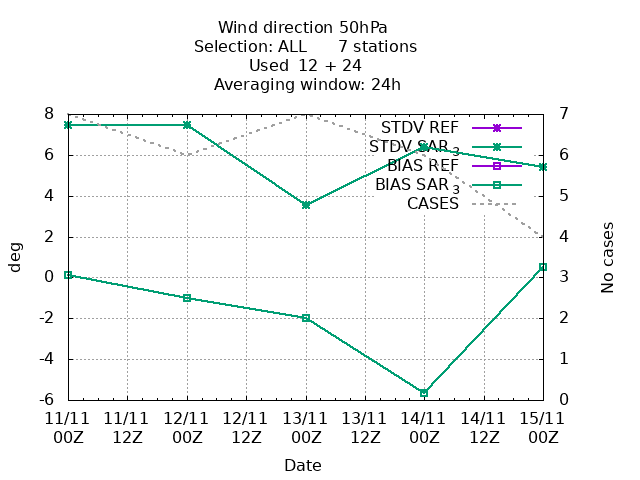 Wind direction 50hPa
Selection: ALL 7 stations
Used 12 + 24
Averaging window: 24h
8 7
STDV REF
STDV SAR 3
6 6
BIAS REF
BIAS SAR 3
4 5
CASES
2 4
deg
No cases
0 3
-2 2
-4 1
-6 0
11/11 11/11 12/11 12/11 13/11 13/11 14/11 14/11 15/11
00Z 12Z 00Z 12Z 00Z 12Z 00Z 12Z 00Z
Date